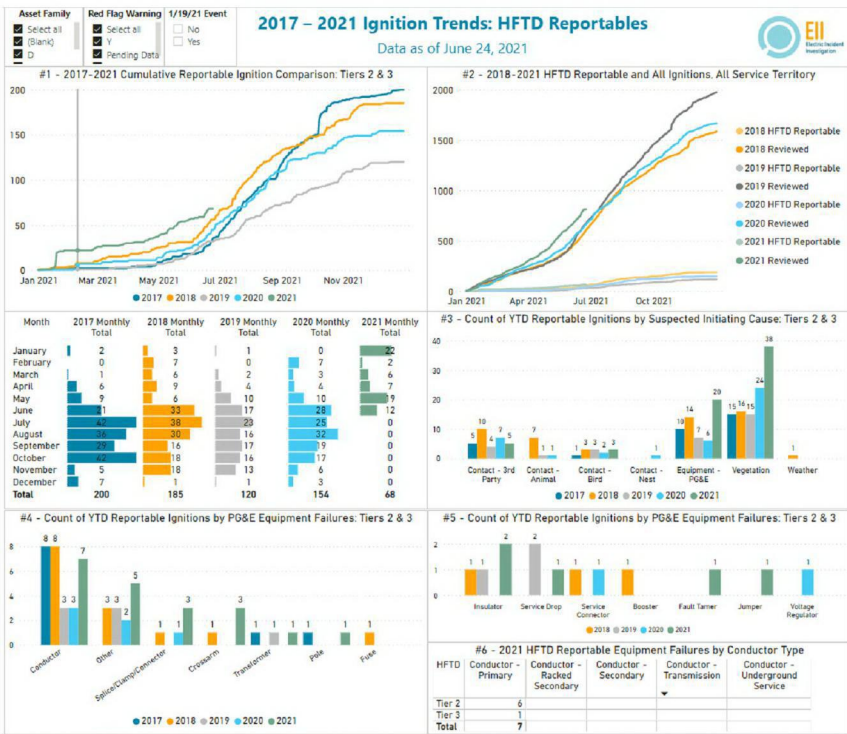 Asset Family
Select all
(Blank)
D
Red Flag Warning
Select all
Y
Pending Data
1/19/21 Event
No
Yes
2017 – 2021 Ignition Trends: HFTD Reportables
Data as of June 24, 2021
EII
Electric Incident
Investigation
#1 - 2017-2021 Cumulative Reportable Ignition Comparison: Tiers 2 & 3
200
150
100
50
0
Jan 2021 Mar 2021 May 2021 Jul 2021 Sep 2021 Nov 2021
2017 2018 2019 2020 2021
#2 - 2018-2021 HFTD Reportable and All Ignitions, All Service Territory
2000
1500
1000
500
0
Jan 2021 Apr 2021 Jul 2021 Oct 2021
2018 HFTD Reportable
2018 Reviewed
2019 HFTD Reportable
2019 Reviewed
2020 HFTD Reportable
2020 Reviewed
2021 HFTD Reportable
2021 Reviewed
Month 2017 Monthly Total 2018 Monthly Total 2019 Monthly Total 2020 Monthly Total 2021 Monthly Total
January 2 3 1 0 22
February 0 7 0 7 2
March 1 6 2 3 6
April 6 9 4 4 7
May 9 6 10 10 19
June 21 33 17 28 12
July 42 38 23 25 0
August 36 30 16 32 0
September 29 16 17 19 0
October 42 18 16 17 0
November 5 18 13 6 0
December 7 1 1 3 0
Total 200 185 120 154 68
#3 - Count of YTD Reportable Ignitions by Suspected Initiating Cause: Tiers 2 & 3
40
30
20
10
0
5 10 4 7 5
7 1 1
1 3 3 2 3
1
10 14 7 6 20
15 16 15 24 38
1
Contact - 3rd Party
Contact - Animal
Contact - Bird
Contact - Nest
Equipment - PG&E
Vegetation
Weather
2017 2018 2019 2020 2021
#4 - Count of YTD Reportable Ignitions by PG&E Equipment Failures: Tiers 2 & 3
8
6
4
2
0
8 8 3 3 7
3 3 2 5
1 1 3
1 3
1 1 1
1 1
1
Conductor
Other
Splice/Clamp/Connector
Crossarm
Transformer
Pole
Fuse
2017 2018 2019 2020 2021
#5 - Count of YTD Reportable Ignitions by PG&E Equipment Failures: Tiers 2 & 3
2
1
0
1 1 2
2 1
1 1
1
1
1
1
Insulator
Service Drop
Service Connector
Booster
Fault Tamer
Jumper
Voltage Regulator
2018 2019 2020 2021
#6 - 2021 HFTD Reportable Equipment Failures by Conductor Type
HFTD Conductor - Primary Conductor - Racked Secondary Conductor - Secondary Conductor - Transmission Conductor - Underground Service
Tier 2 6
Tier 3 1
Total 7